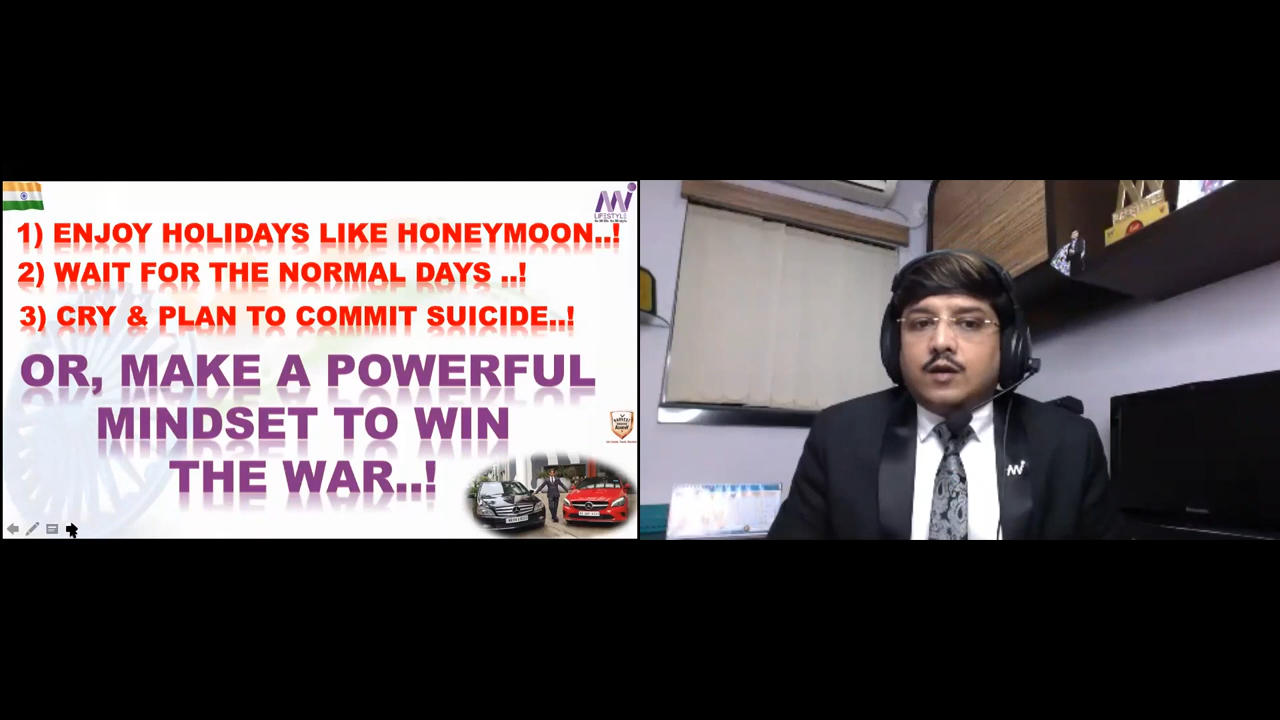 LIFESTYLE
1) ENJOY HOLIDAYS LIKE HONEYMOON..!
2) WAIT FOR THE NORMAL DAYS ..!
3) CRY & PLAN TO COMMIT SUICIDE..!
OR, MAKE A POWERFUL
MINDSET TO WIN
THE WAR..!